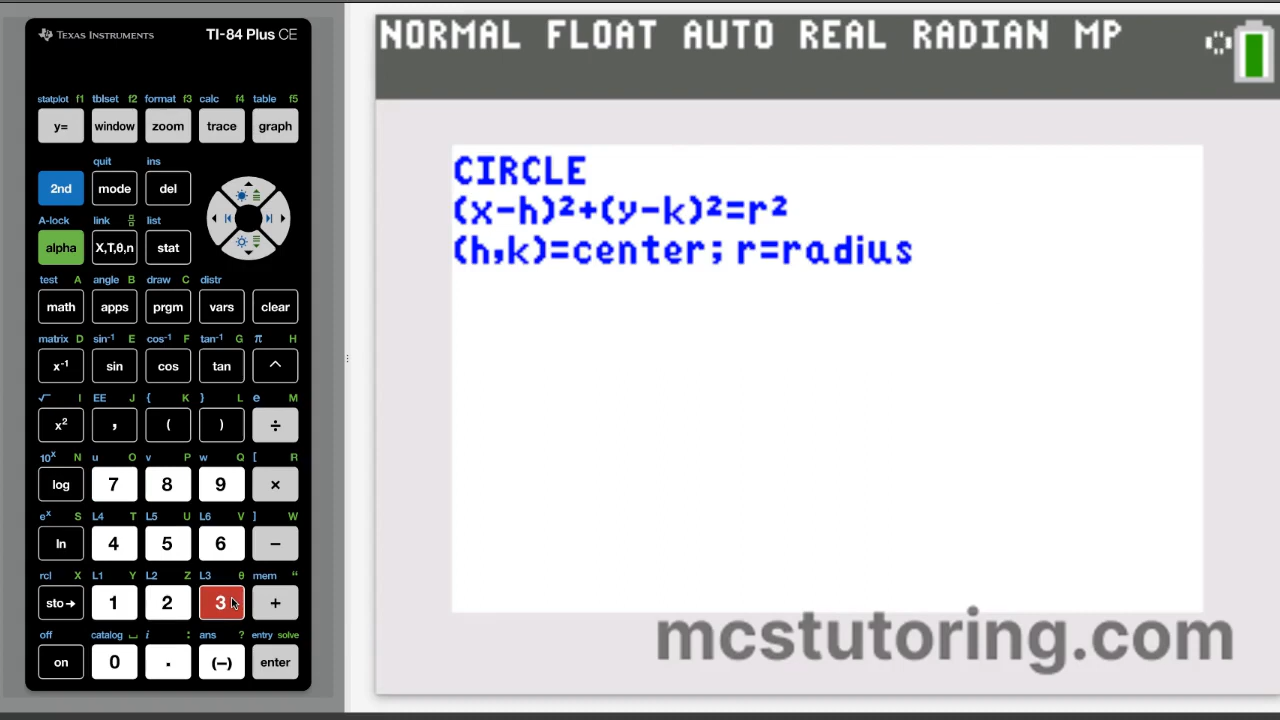 TEXAS INSTRUMENTS TI-84 Plus CE
statplot f1 tblset f2 format f3 calc f4 table f5
y= window zoom trace graph
quit ins
2nd mode del
A-lock link list
alpha X,T,θ,n stat
test A angle B draw C distr
math apps prgm vars clear
matrix D sin⁻¹ E cos⁻¹ F tan⁻¹ G π H
x⁻¹ sin cos tan ^
√ I EE J { K } L e M
x² , ( ) ÷
10ˣ N u O v P w Q [ R
log 7 8 9 ×
eˣ S L4 T L5 U L6 V ] W
ln 4 5 6 −
rcl X L1 Y L2 Z L3 θ mem "
sto→ 1 2 3 +
off catalog ⎵ i : ans ? entry solve
on 0 . (−) enter
NORMAL FLOAT AUTO REAL RADIAN MP
CIRCLE
(x-h)²+(y-k)²=r²
(h,k)=center; r=radius
mcstutoring.com